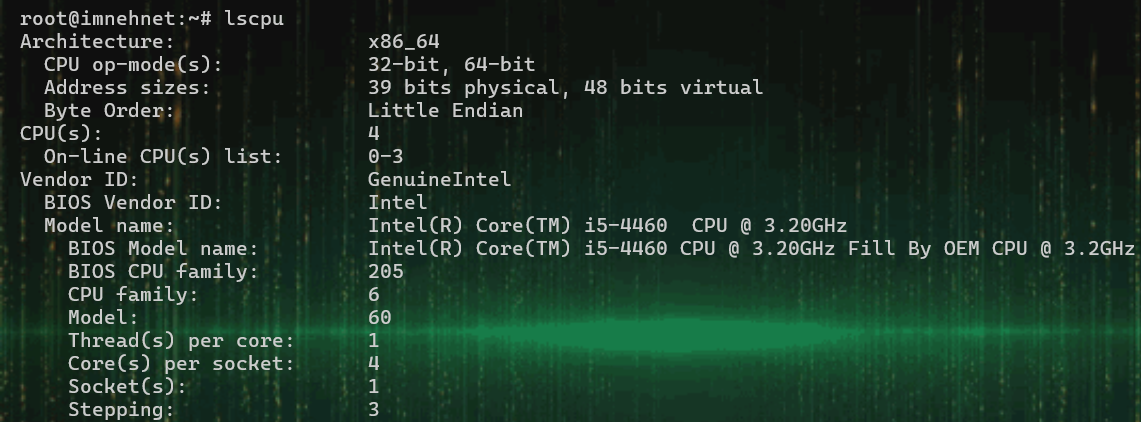 root@imnehnet:~# lscpu
Architecture:                x86_64
  CPU op-mode(s):            32-bit, 64-bit
  Address sizes:             39 bits physical, 48 bits virtual
  Byte Order:                Little Endian
CPU(s):                      4
  On-line CPU(s) list:       0-3
Vendor ID:                   GenuineIntel
  BIOS Vendor ID:            Intel
  Model name:                Intel(R) Core(TM) i5-4460  CPU @ 3.20GHz
    BIOS Model name:         Intel(R) Core(TM) i5-4460 CPU @ 3.20GHz Fill By OEM CPU @ 3.2GHz
    BIOS CPU family:         205
    CPU family:              6
    Model:                   60
    Thread(s) per core:      1
    Core(s) per socket:      4
    Socket(s):               1
    Stepping:                3